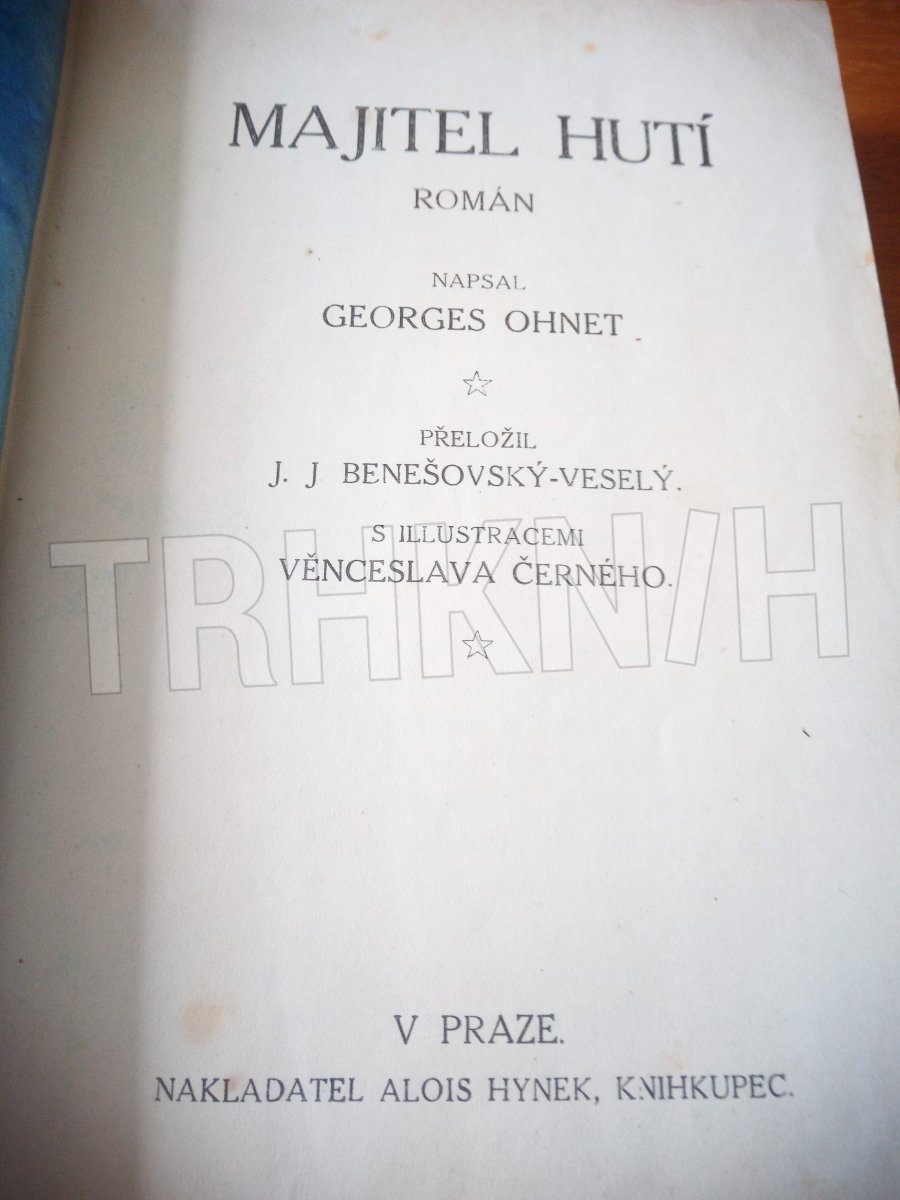 MAJITEL HUTÍ
ROMÁN
NAPSAL
GEORGES OHNET
PŘELOŽIL
J. J BENEŠOVSKÝ-VESELÝ.
S ILLUSTRACEMI
VĚNCESLAVA ČERNÉHO.
TRHKNIH
V PRAZE.
NAKLADATEL ALOIS HYNEK, KNIHKUPEC.